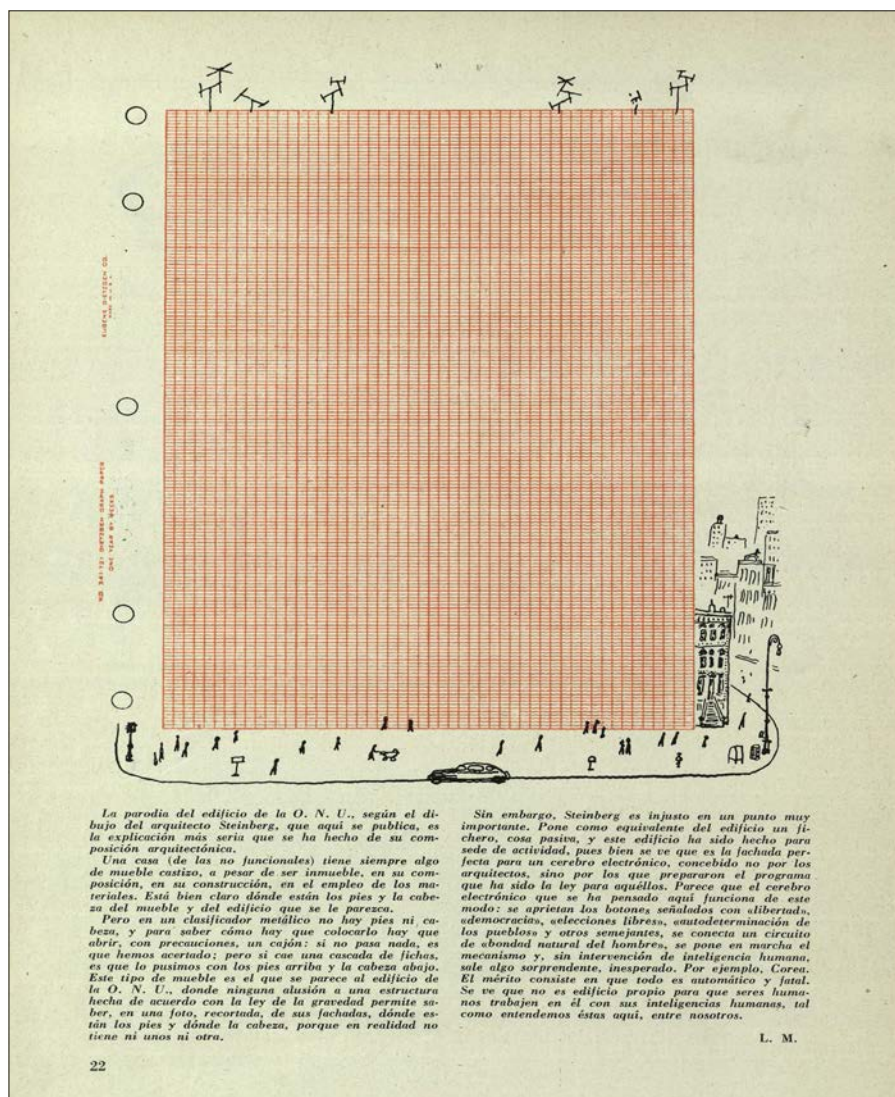 EUGENE DIETZGEN CO.
NO. 341-
DIETZGEN GRAPH PAPER
ONE YEAR BY WEEKS
La parodia del edificio de la O. N. U., según el di-
bujo del arquitecto Steinberg, que aquí se publica, es
la explicación más seria que se ha hecho de su com-
posición arquitectónica.
Una casa (de las no funcionales) tiene siempre algo
de mueble castizo, a pesar de ser inmueble, en su com-
posición, en su construcción, en el empleo de los ma-
teriales. Está bien claro dónde están los pies y la cabe-
za del mueble y del edificio que se le parezca.
Pero en un clasificador metálico no hay pies ni ca-
beza, y para saber cómo hay que colocarlo hay que
abrir, con precauciones, un cajón: si no pasa nada, es
que hemos acertado; pero si cae una cascada de fichas,
es que lo pusimos con los pies arriba y la cabeza abajo.
Este tipo de mueble es el que se parece al edificio de
la O. N. U., donde ninguna alusión a una estructura
hecha de acuerdo con la ley de la gravedad permite sa-
ber, en una foto, recortada, de sus fachadas, dónde es-
tán los pies y dónde la cabeza, porque en realidad no
tiene ni unos ni otra.
Sin embargo, Steinberg es injusto en un punto muy
importante. Pone como equivalente del edificio un fi-
chero, cosa pasiva, y este edificio ha sido hecho para
sede de actividad, pues bien se ve que es la fachada per-
fecta para un cerebro electrónico, concebido no por los
arquitectos, sino por los que prepararon el programa
que ha sido la ley para aquéllos. Parece que el cerebro
electrónico que se ha pensado aquí funciona de este
modo: se aprietan los botones señalados con «libertad»,
«democracia», «elecciones libres», «autodeterminación de
los pueblos» y otros semejantes, se conecta un circuito
de «bondad natural del hombre», se pone en marcha el
mecanismo y, sin intervención de inteligencia humana,
sale algo sorprendente, inesperado. Por ejemplo, Corea.
El mérito consiste en que todo es automático y fatal.
Se ve que no es edificio propio para que seres huma-
nos trabajen en él con sus inteligencias humanas, tal
como entendemos éstas aquí, entre nosotros.
L. M.
22